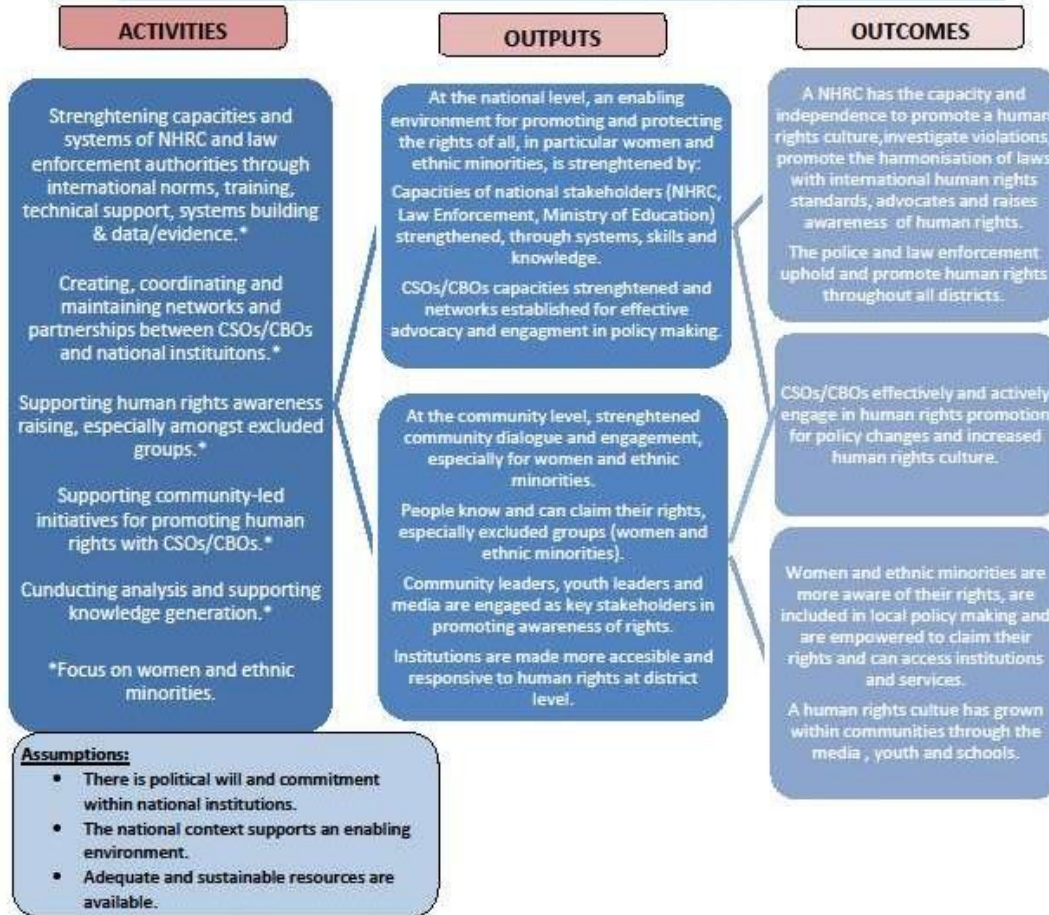 ACTIVITIES
Strenghtening capacities and
systems of NHRC and law
enforcement authorities through
international norms, training,
technical support, systems building
& data/evidence.*
Creating, coordinating and
maintaining networks and
partnerships between CSOs/CBOs
and national instituitons.*
Supporting human rights awareness
raising, especially amongst excluded
groups.*
Supporting community-led
initiatives for promoting human
rights with CSOs/CBOs.*
Cunducting analysis and supporting
knowledge generation.*
*Focus on women and ethnic
minorities.
Assumptions:
• There is political will and commitment
within national institutions.
• The national context supports an enabling
environment.
• Adequate and sustainable resources are
available.
OUTPUTS
At the national level, an enabling
environment for promoting and protecting
the rights of all, in particular women and
ethnic minorities, is strenghtened by:
Capacities of national stakeholders (NHRC,
Law Enforcement, Ministry of Education)
strengthened, through systems, skills and
knowledge.
CSOs/CBOs capacities strenghtened and
networks established for effective
advocacy and engagment in policy making.
At the community level, strenghtened
community dialogue and engagement,
especially for women and ethnic
minorities.
People know and can claim their rights,
especially excluded groups (women and
ethnic minorities).
Community leaders, youth leaders and
media are engaged as key stakeholders in
promoting awareness of rights.
Institutions are made more accesible and
responsive to human rights at district
level.
OUTCOMES
A NHRC has the capacity and
independence to promote a human
rights culture,investigate violations,
promote the harmonisation of laws
with international human rights
standards, advocates and raises
awareness of human rights.
The police and law enforcement
uphold and promote human rights
throughout all districts.
CSOs/CBOs effectively and actively
engage in human rights promotion
for policy changes and increased
human rights culture.
Women and ethnic minorities are
more aware of their rights, are
included in local policy making and
are empowered to claim their
rights and can access institutions
and services.
A human rights cultue has grown
within communities through the
media , youth and schools.